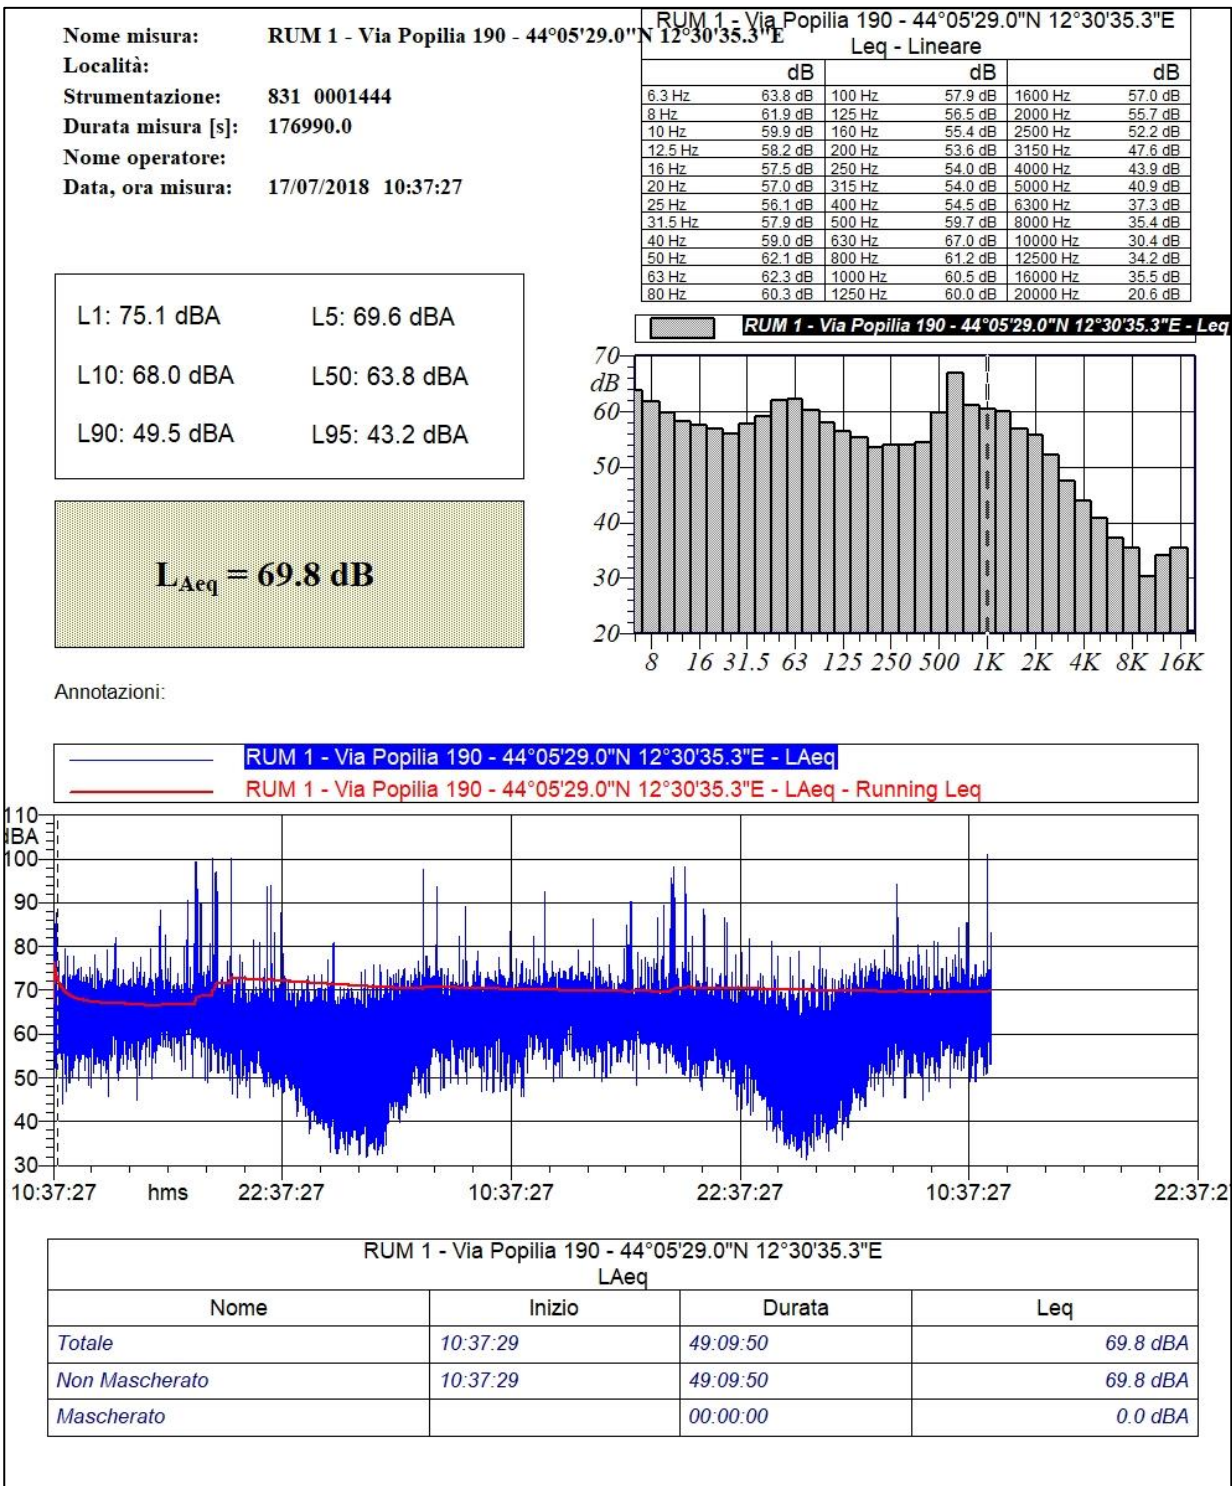 Nome misura: RUM 1 - Via Popilia 190 - 44°05'29.0"N 12°30'35.3"E
Località:
Strumentazione: 831 0001444
Durata misura [s]: 176990.0
Nome operatore:
Data, ora misura: 17/07/2018 10:37:27
RUM 1 - Via Popilia 190 - 44°05'29.0"N 12°30'35.3"E
Leq - Lineare
dB dB dB
6.3 Hz 63.8 dB 100 Hz 57.9 dB 1600 Hz 57.0 dB
8 Hz 61.9 dB 125 Hz 56.5 dB 2000 Hz 55.7 dB
10 Hz 59.9 dB 160 Hz 55.4 dB 2500 Hz 52.2 dB
12.5 Hz 58.2 dB 200 Hz 53.6 dB 3150 Hz 47.6 dB
16 Hz 57.5 dB 250 Hz 54.0 dB 4000 Hz 43.9 dB
20 Hz 57.0 dB 315 Hz 54.0 dB 5000 Hz 40.9 dB
25 Hz 56.1 dB 400 Hz 54.5 dB 6300 Hz 37.3 dB
31.5 Hz 57.9 dB 500 Hz 59.7 dB 8000 Hz 35.4 dB
40 Hz 59.0 dB 630 Hz 67.0 dB 10000 Hz 30.4 dB
50 Hz 62.1 dB 800 Hz 61.2 dB 12500 Hz 34.2 dB
63 Hz 62.3 dB 1000 Hz 60.5 dB 16000 Hz 35.5 dB
80 Hz 60.3 dB 1250 Hz 60.0 dB 20000 Hz 20.6 dB
L1: 75.1 dBA L5: 69.6 dBA
L10: 68.0 dBA L50: 63.8 dBA
L90: 49.5 dBA L95: 43.2 dBA
LAeq = 69.8 dB
RUM 1 - Via Popilia 190 - 44°05'29.0"N 12°30'35.3"E - Leq
70
dB
60
50
40
30
20
8 16 31.5 63 125 250 500 1K 2K 4K 8K 16K
Annotazioni:
RUM 1 - Via Popilia 190 - 44°05'29.0"N 12°30'35.3"E - LAeq
RUM 1 - Via Popilia 190 - 44°05'29.0"N 12°30'35.3"E - LAeq - Running Leq
110
dBA
100
90
80
70
60
50
40
30
10:37:27 hms 22:37:27 10:37:27 22:37:27 10:37:27 22:37:2
RUM 1 - Via Popilia 190 - 44°05'29.0"N 12°30'35.3"E
LAeq
Nome Inizio Durata Leq
Totale 10:37:29 49:09:50 69.8 dBA
Non Mascherato 10:37:29 49:09:50 69.8 dBA
Mascherato 00:00:00 0.0 dBA